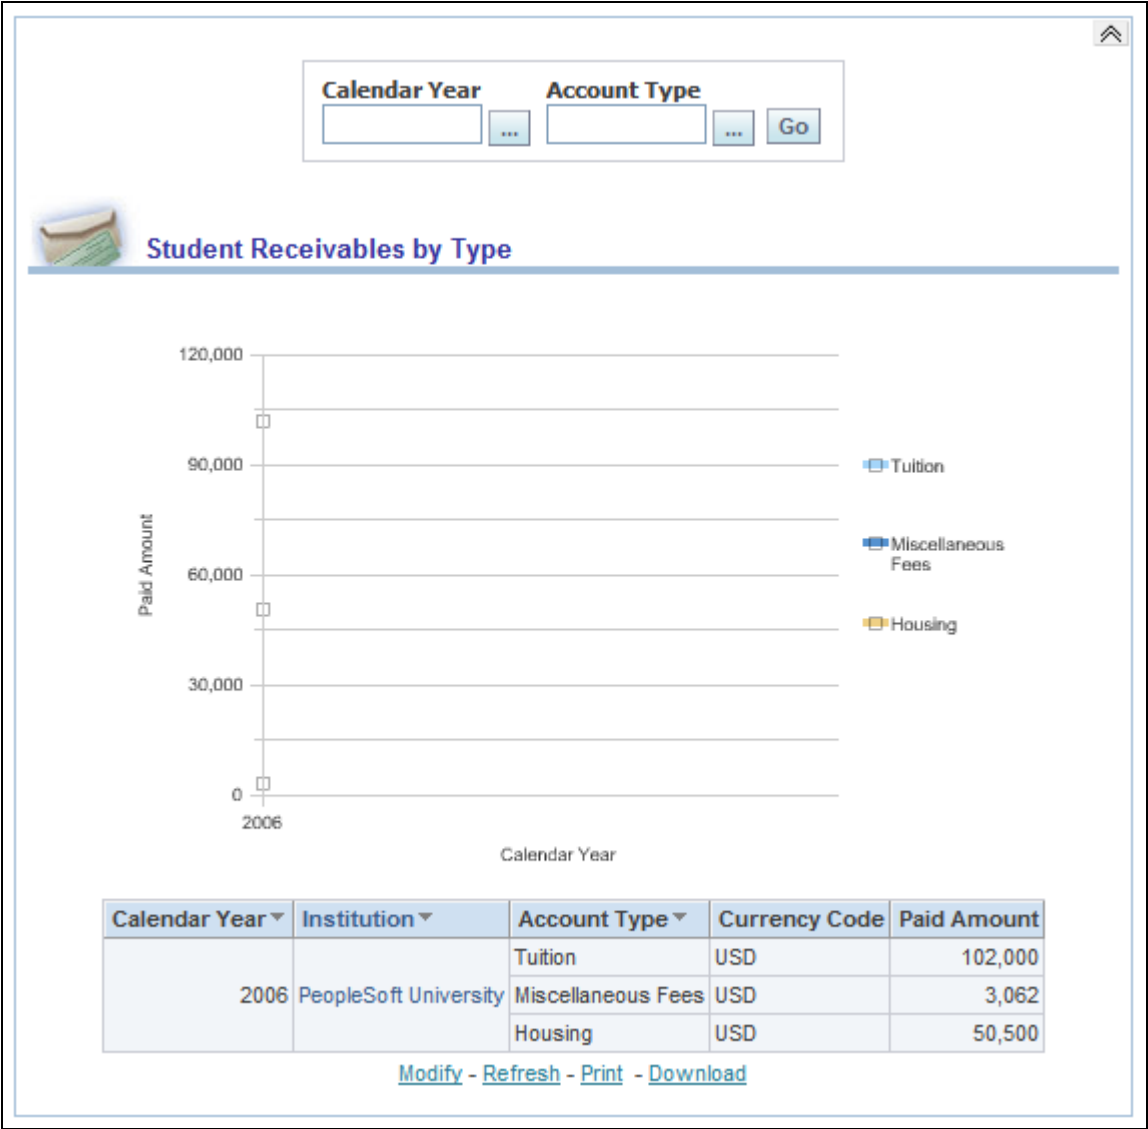 Calendar Year Account Type
... ... Go
Student Receivables by Type
120,000
90,000
60,000
30,000
0
Paid Amount
2006
Calendar Year
Tuition
Miscellaneous
Fees
Housing
Calendar Year Institution Account Type Currency Code Paid Amount
Tuition USD 102,000
2006 PeopleSoft University Miscellaneous Fees USD 3,062
Housing USD 50,500
Modify - Refresh - Print - Download